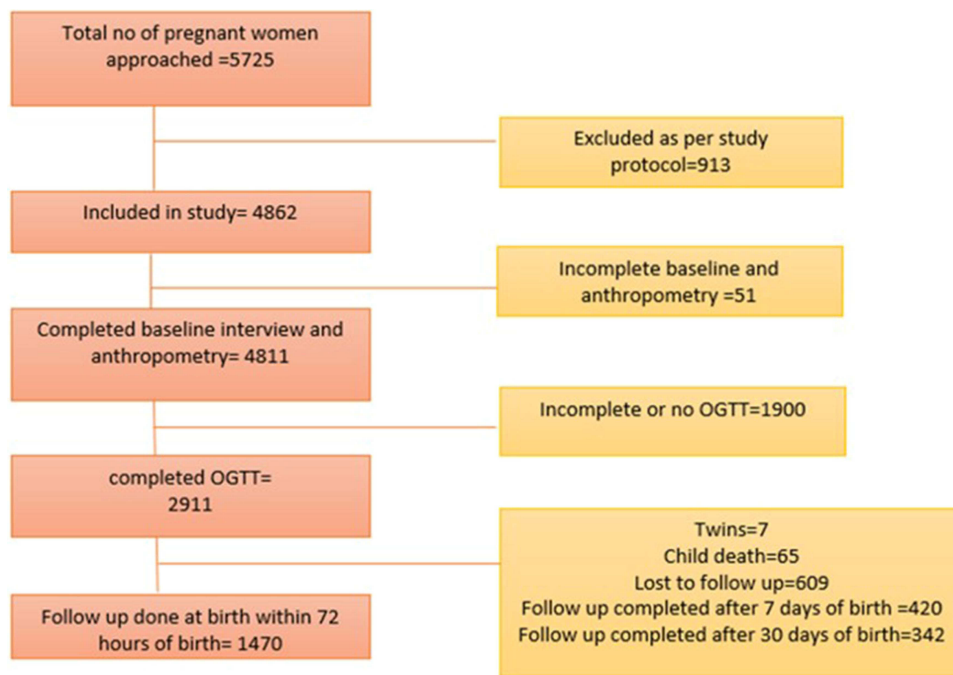 Total no of pregnant women
approached =5725
Excluded as per study
protocol=913
Included in study= 4862
Incomplete baseline and
anthropometry =51
Completed baseline interview and
anthropometry= 4811
Incomplete or no OGTT=1900
completed OGTT=
2911
Twins=7
Child death=65
Lost to follow up=609
Follow up completed after 7 days of birth =420
Follow up completed after 30 days of birth=342
Follow up done at birth within 72
hours of birth= 1470